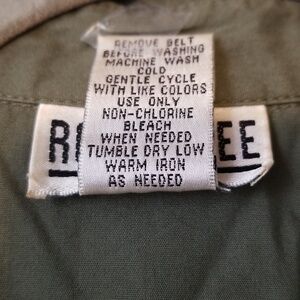 REMOVE BELT
BEFORE WASHING
MACHINE WASH
COLD
GENTLE CYCLE
WITH LIKE COLORS
USE ONLY
NON-CHLORINE
BLEACH
WHEN NEEDED
TUMBLE DRY LOW
WARM IRON
AS NEEDED